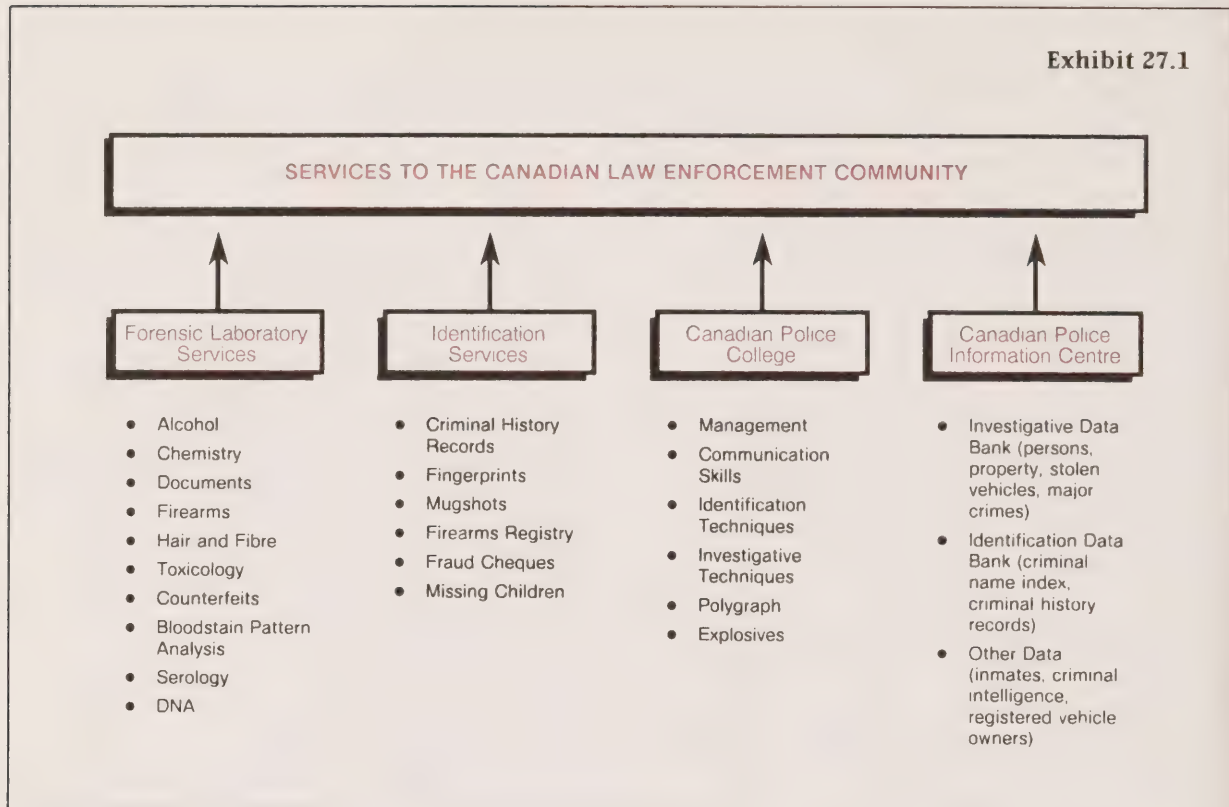 Exhibit 27.1
SERVICES TO THE CANADIAN LAW ENFORCEMENT COMMUNITY
Forensic Laboratory
Services
● Alcohol
● Chemistry
● Documents
● Firearms
● Hair and Fibre
● Toxicology
● Counterfeits
● Bloodstain Pattern
Analysis
● Serology
● DNA
Identification
Services
● Criminal History
Records
● Fingerprints
● Mugshots
● Firearms Registry
● Fraud Cheques
● Missing Children
Canadian Police
College
● Management
● Communication
Skills
● Identification
Techniques
● Investigative
Techniques
● Polygraph
● Explosives
Canadian Police
Information Centre
● Investigative Data
Bank (persons,
property, stolen
vehicles, major
crimes)
● Identification Data
Bank (criminal
name index,
criminal history
records)
● Other Data
(inmates, criminal
intelligence,
registered vehicle
owners)